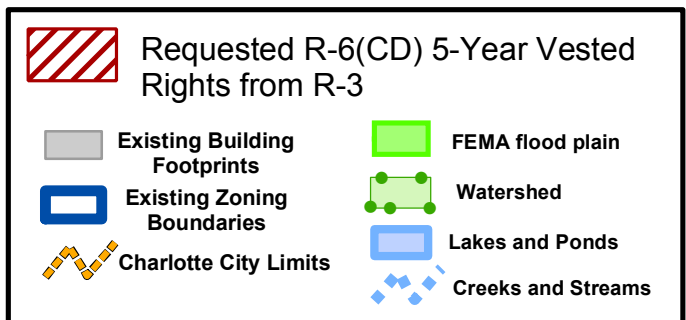 Requested R-6(CD) 5-Year Vested
Rights from R-3
Existing Building
Footprints
Existing Zoning
Boundaries
Charlotte City Limits
FEMA flood plain
Watershed
Lakes and Ponds
Creeks and Streams